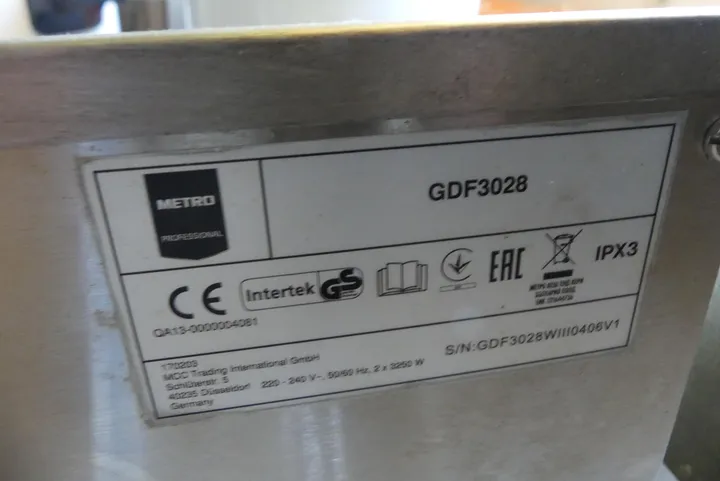 METRO
PROFESSIONAL
GDF3028
CE
Intertek GS
EAC
IPX3
QA13-0000004081
170209
MCC Trading International GmbH
Schlüterstr. 5
40235 Düsseldorf 220 - 240 V~, 50/60 Hz, 2 x 3250 W
Germany
S/N:GDF3028WIII0406V1